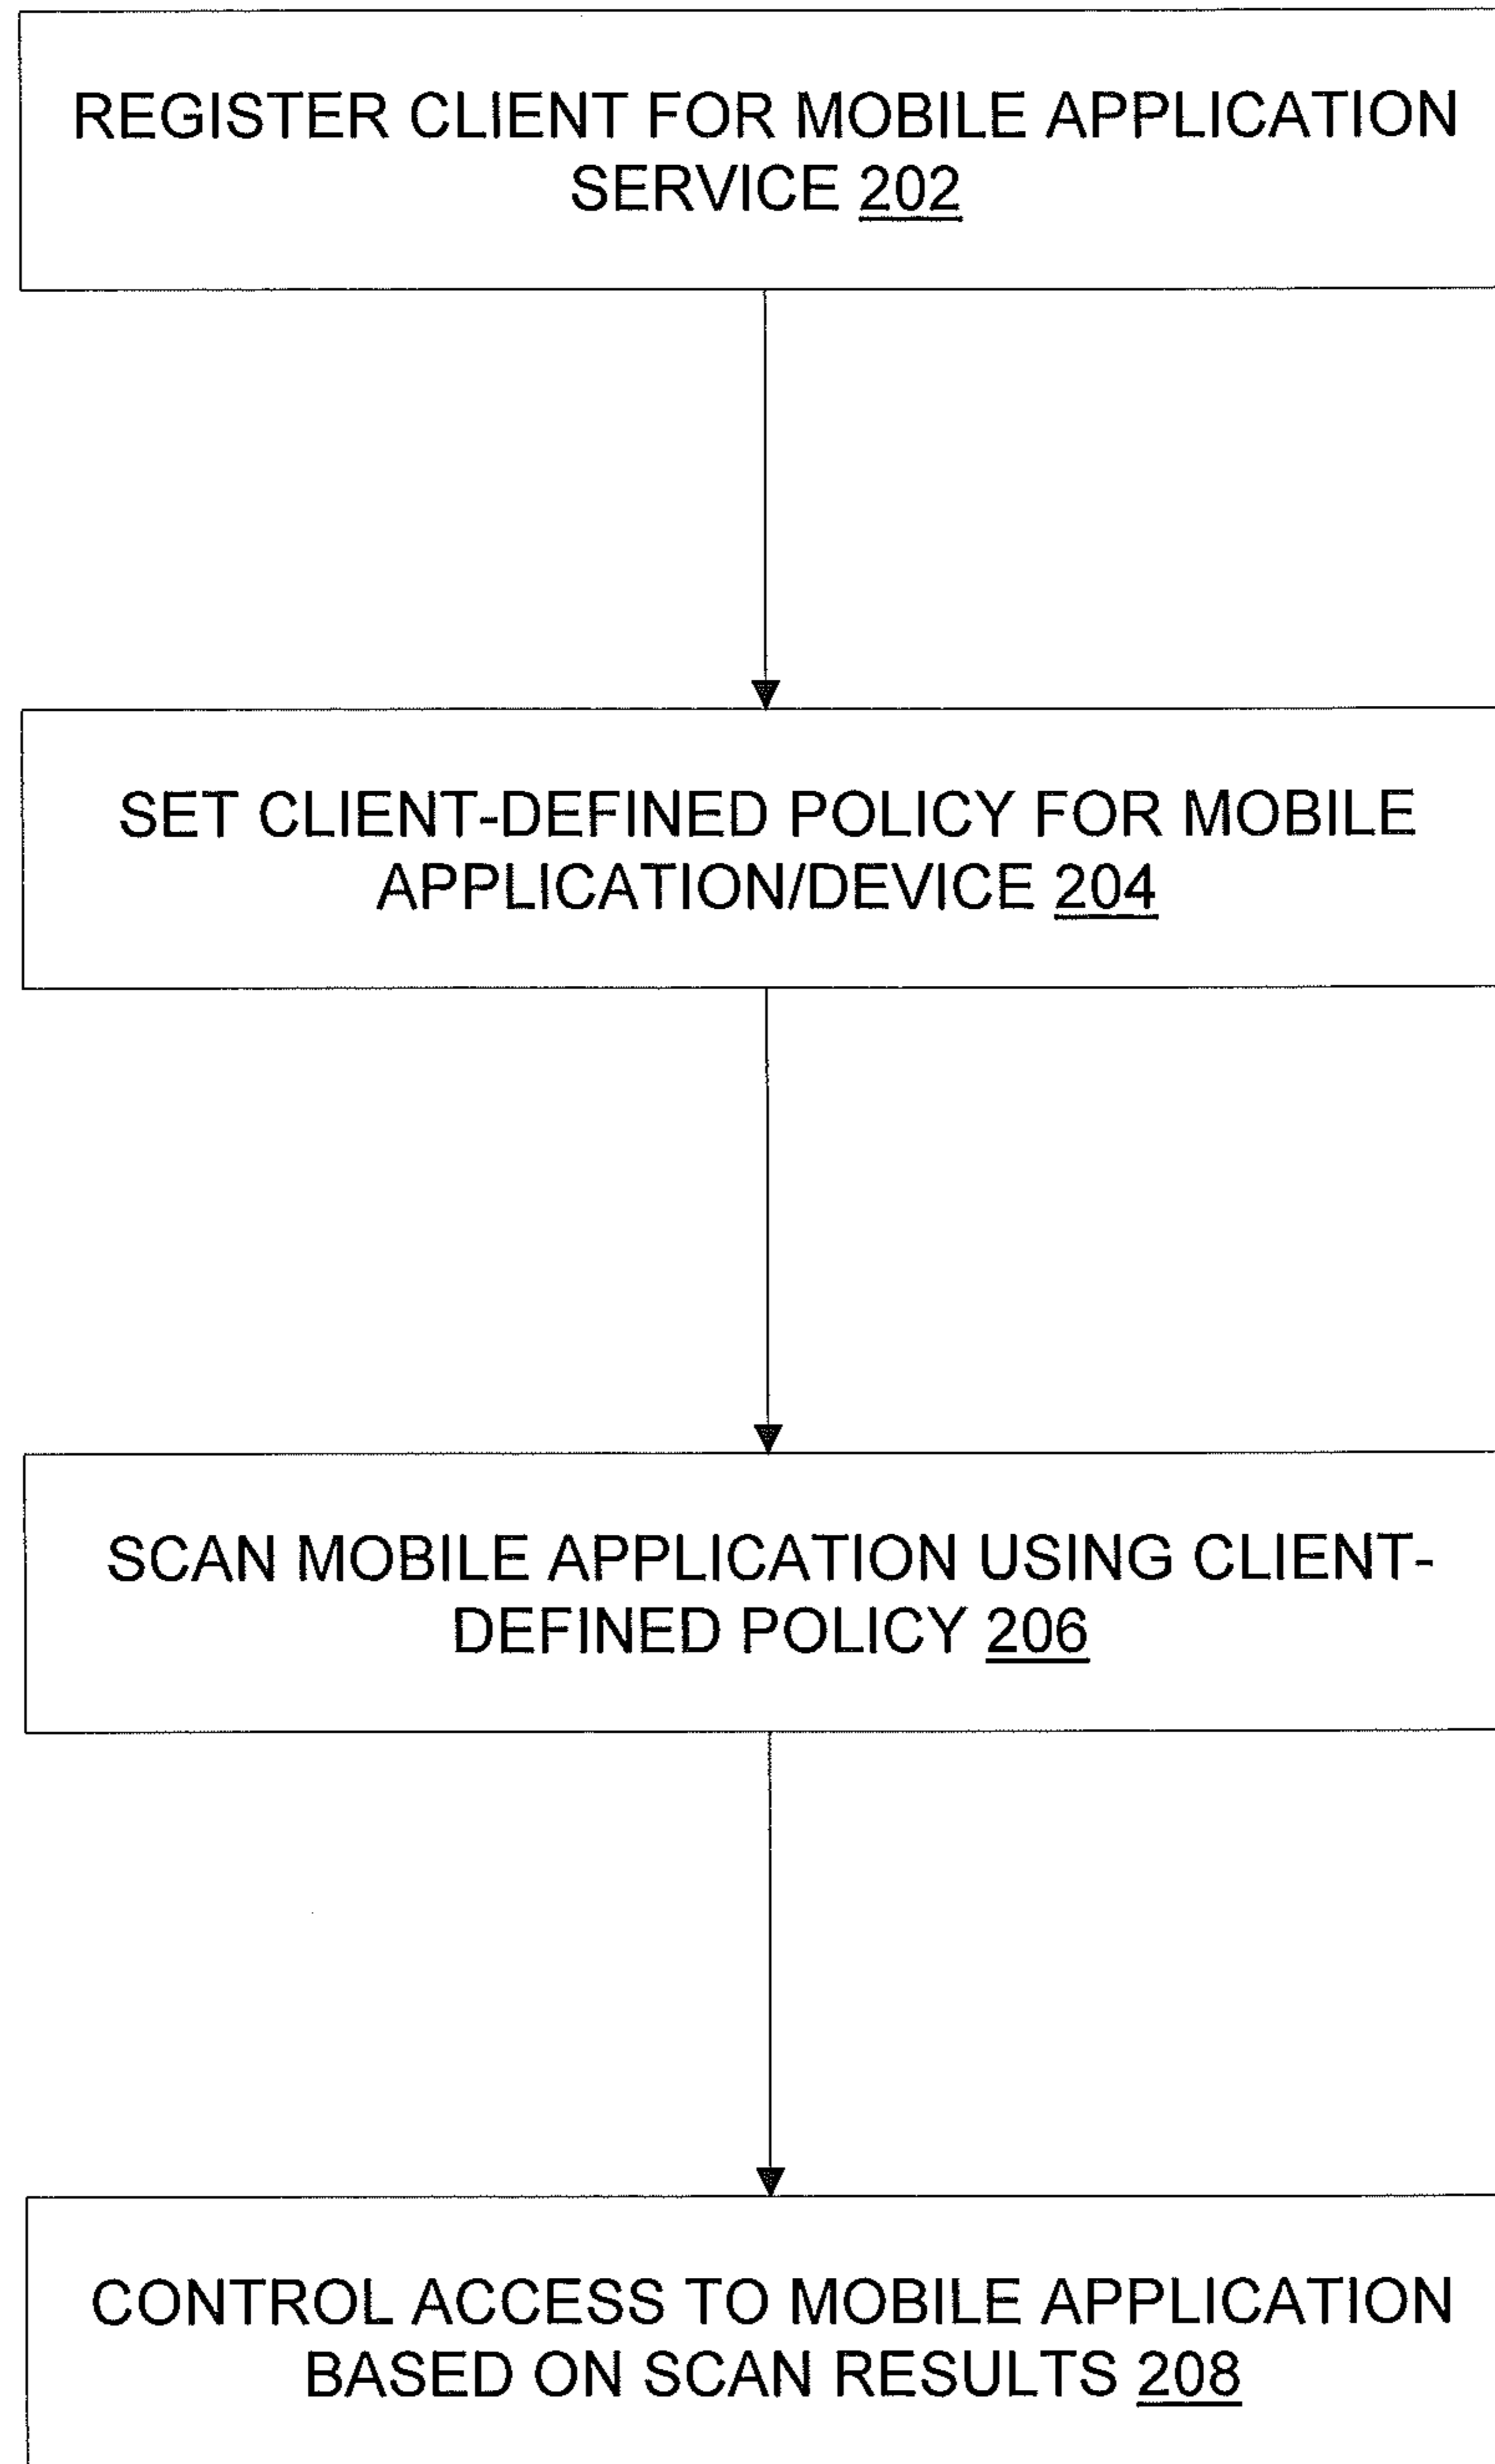 REGISTER CLIENT FOR MOBILE APPLICATION
SERVICE 202
SET CLIENT-DEFINED POLICY FOR MOBILE
APPLICATION/DEVICE 204
SCAN MOBILE APPLICATION USING CLIENT-
DEFINED POLICY 206
CONTROL ACCESS TO MOBILE APPLICATION
BASED ON SCAN RESULTS 208